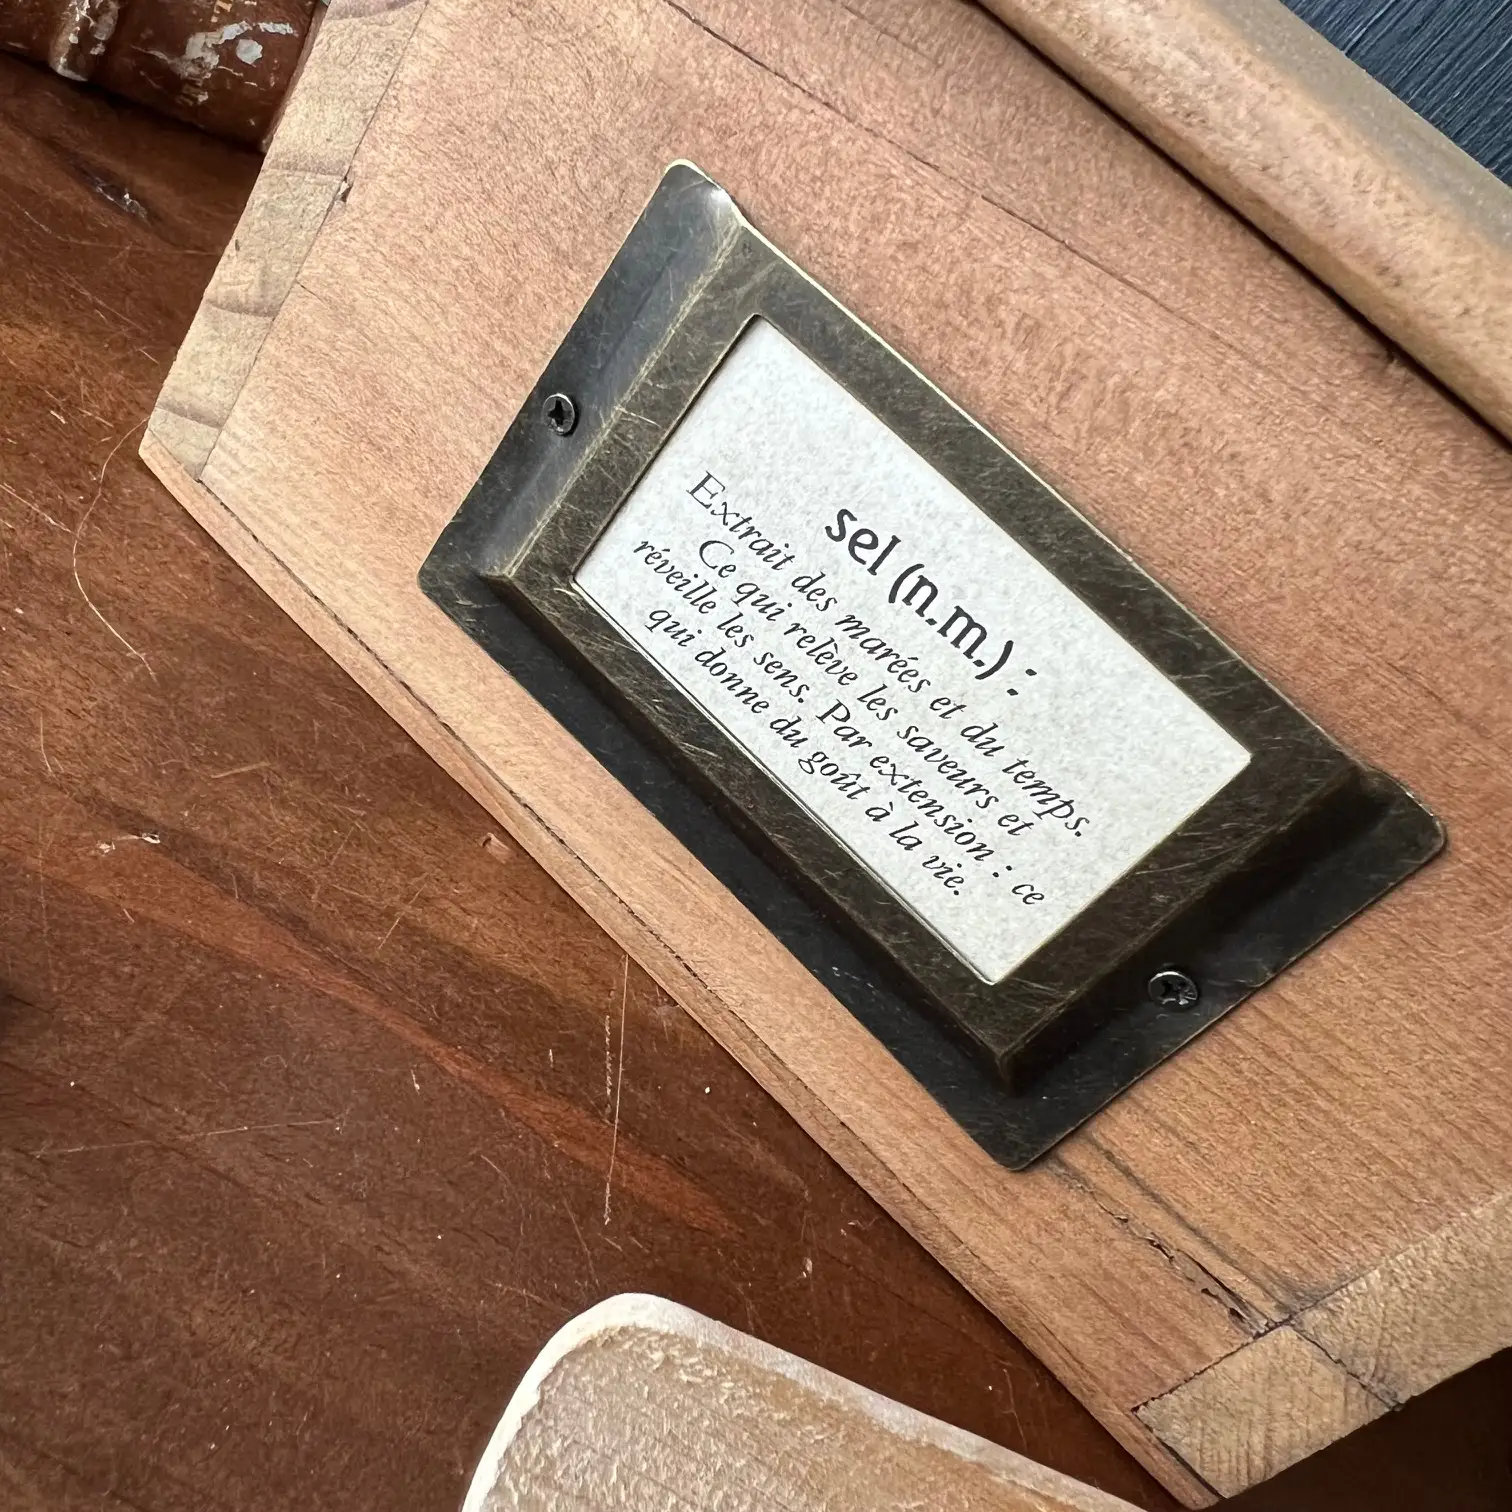 sel (n.m.) :
Extrait des marées et du temps.
Ce qui relève les saveurs et
réveille les sens. Par extension : ce
qui donne du goût à la vie.